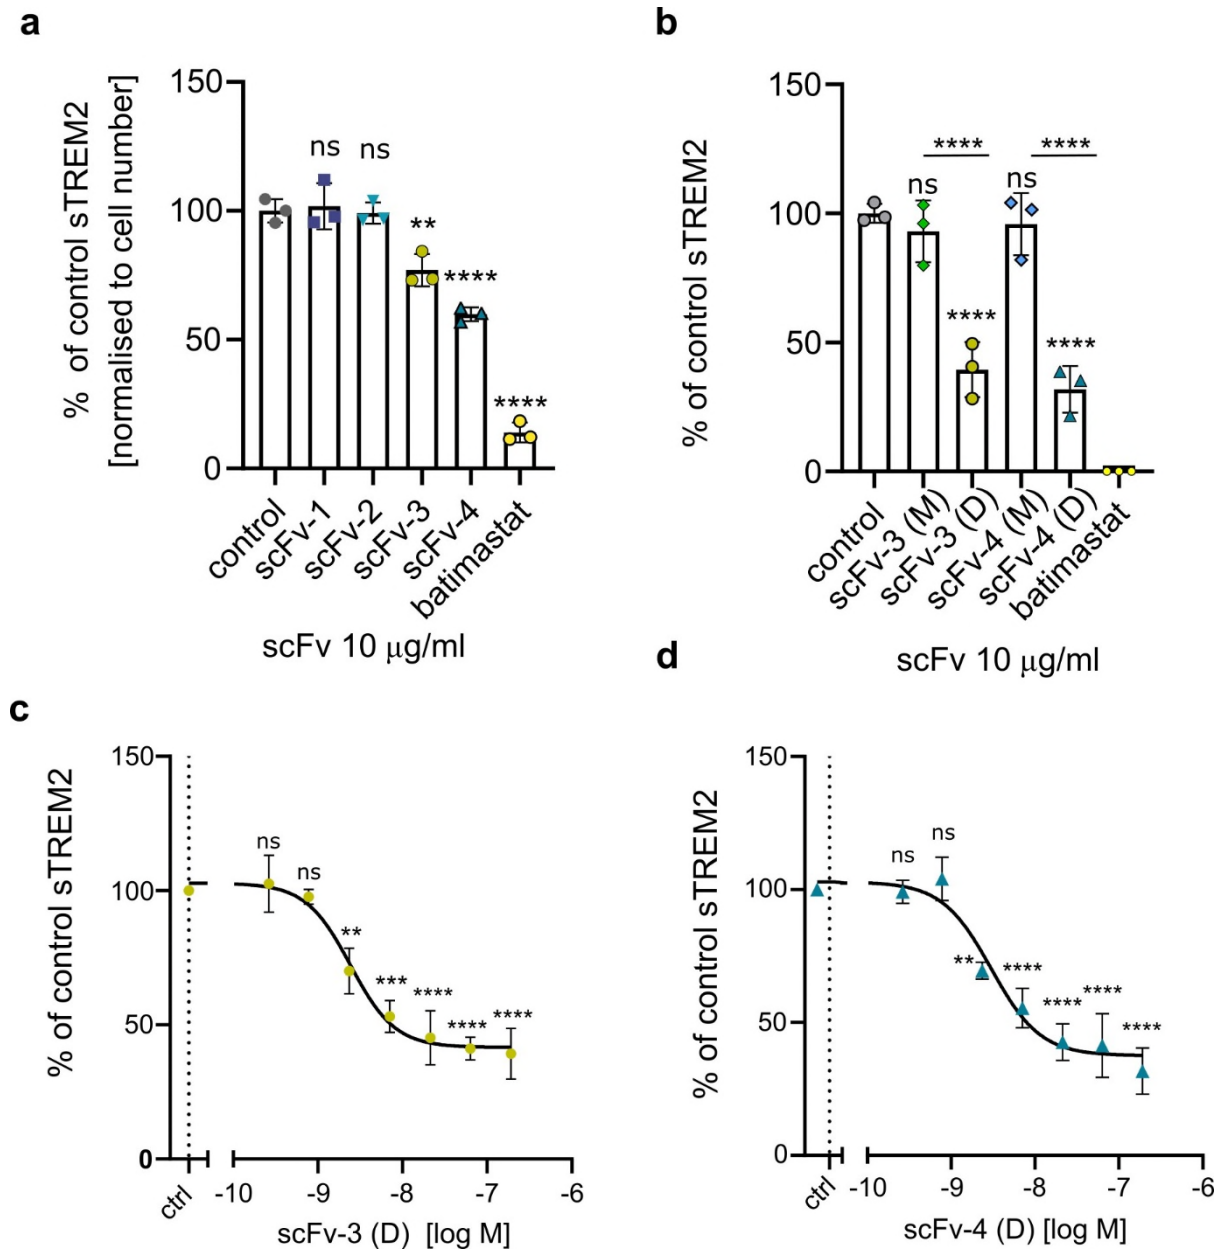 a
% of control sTREM2
[normalised to cell number]
150
100
50
0
ns
ns
**
****
****
control
scFv-1
scFv-2
scFv-3
scFv-4
batimastat
scFv 10 μg/ml
b
% of control sTREM2
150
100
50
0
****
****
ns
ns
****
****
control
scFv-3 (M)
scFv-3 (D)
scFv-4 (M)
scFv-4 (D)
batimastat
scFv 10 μg/ml
c
% of control sTREM2
150
100
50
0
ns
ns
**
***
****
****
****
ctrl
-10
-9
-8
-7
-6
scFv-3 (D) [log M]
d
% of control sTREM2
150
100
50
0
ns
ns
**
****
****
****
****
ctrl
-10
-9
-8
-7
-6
scFv-4 (D) [log M]